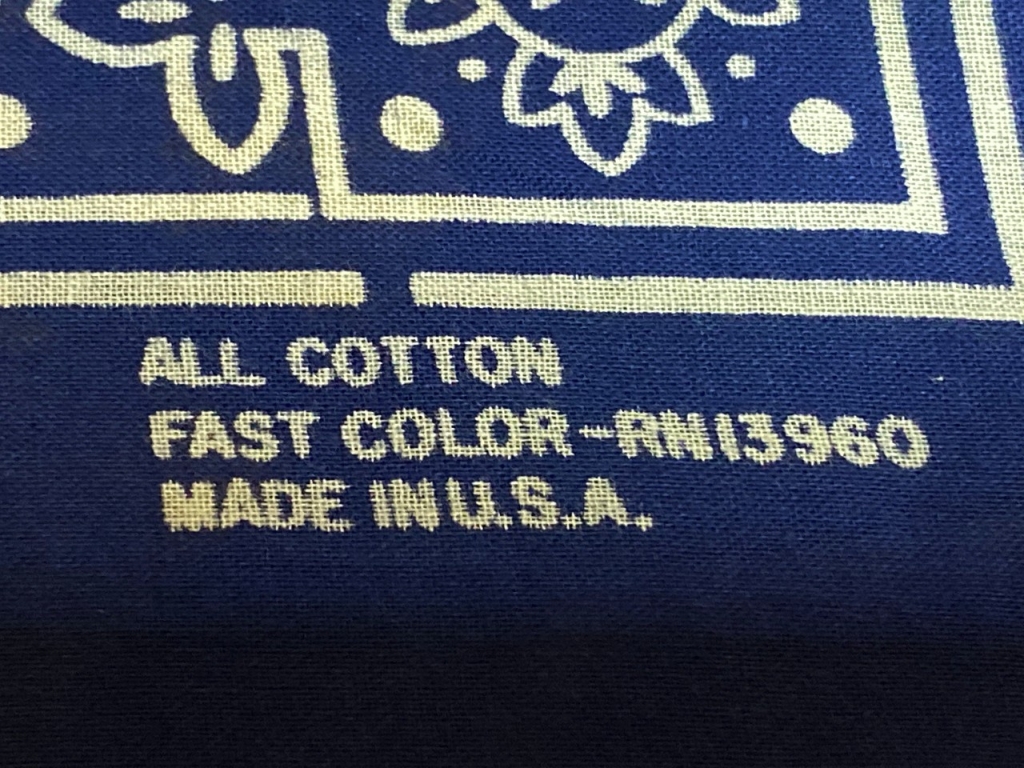 ALL COTTON
FAST COLOR-RN13960
MADE IN U.S.A.